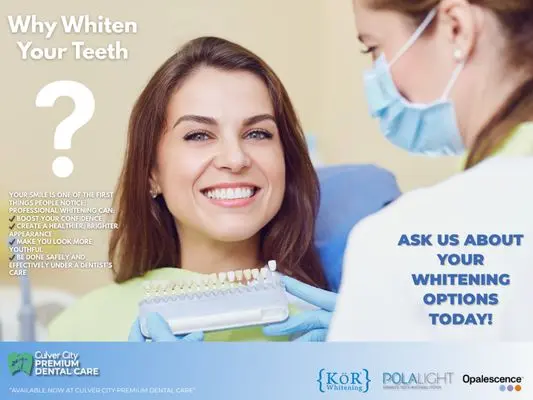 Why Whiten
Your Teeth
?
YOUR SMILE IS ONE OF THE FIRST
THINGS PEOPLE NOTICE!
PROFESSIONAL WHITENING CAN:
✔ BOOST YOUR CONFIDENCE
✔ CREATE A HEALTHIER, BRIGHTER
APPEARANCE
✔ MAKE YOU LOOK MORE
YOUTHFUL
✔ BE DONE SAFELY AND
EFFECTIVELY UNDER A DENTIST'S
CARE
ASK US ABOUT
YOUR
WHITENING
OPTIONS
TODAY!
Culver City
PREMIUM
DENTAL CARE
"AVAILABLE NOW AT CULVER CITY PREMIUM DENTAL CARE"
{KöR}
Whitening
POLALIGHT
Opalescence